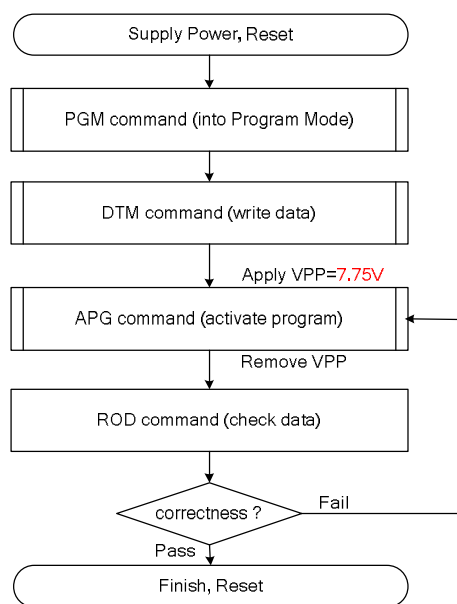 Supply Power, Reset
PGM command (into Program Mode)
DTM command (write data)
Apply VPP=7.75V
APG command (activate program)
Remove VPP
ROD command (check data)
correctness ?
Fail
Pass
Finish, Reset